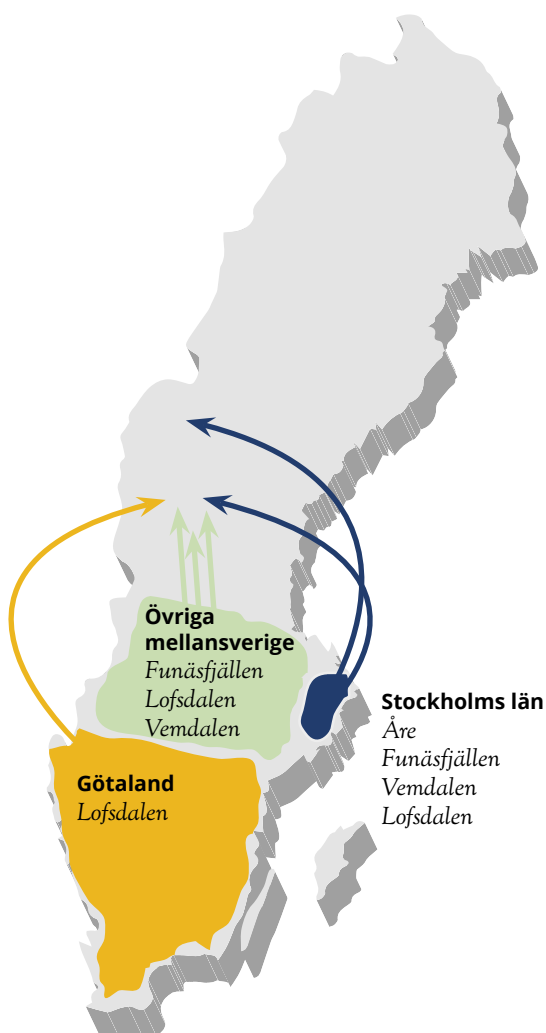 Övriga
mellansverige
Funäsfjällen
Lofsdalen
Vemdalen
Stockholms län
Åre
Funäsfjällen
Vemdalen
Lofsdalen
Götaland
Lofsdalen